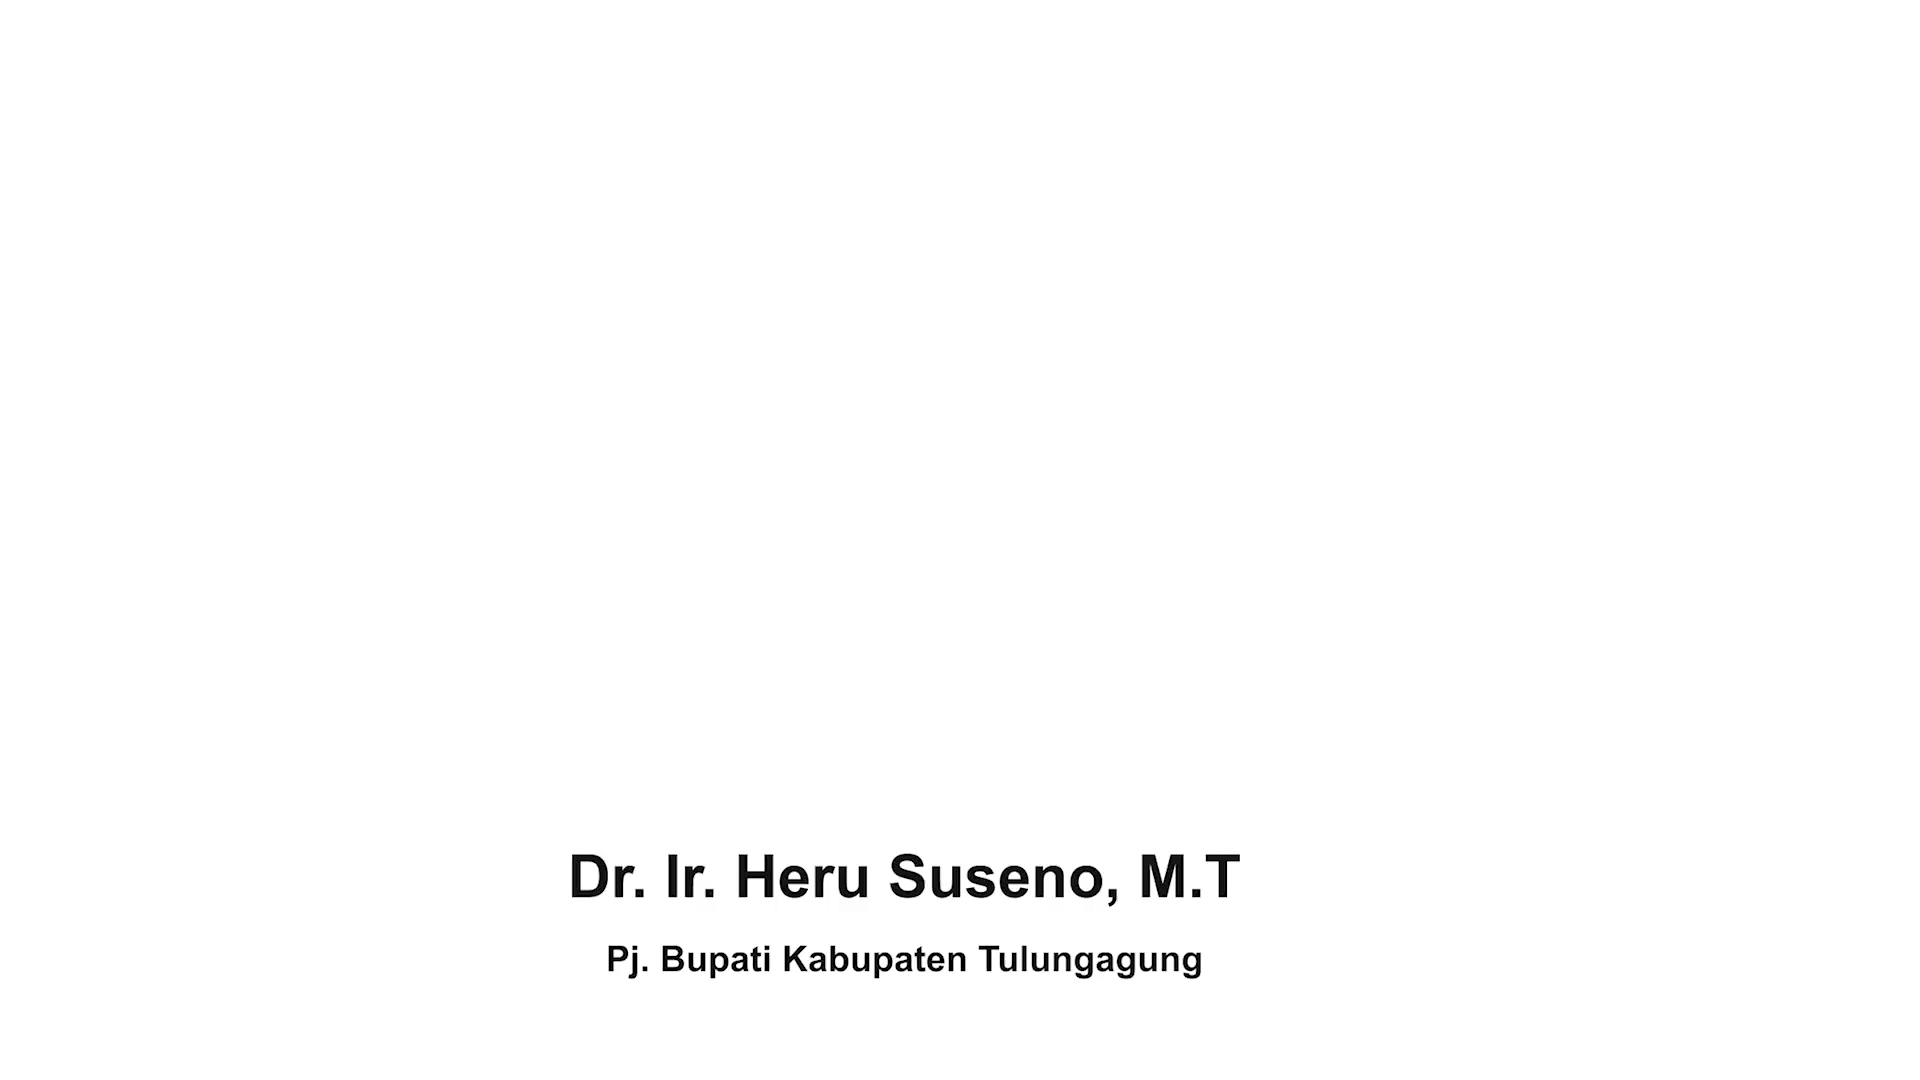 Dr. Ir. Heru Suseno, M.T
Pj. Bupati Kabupaten Tulungagung